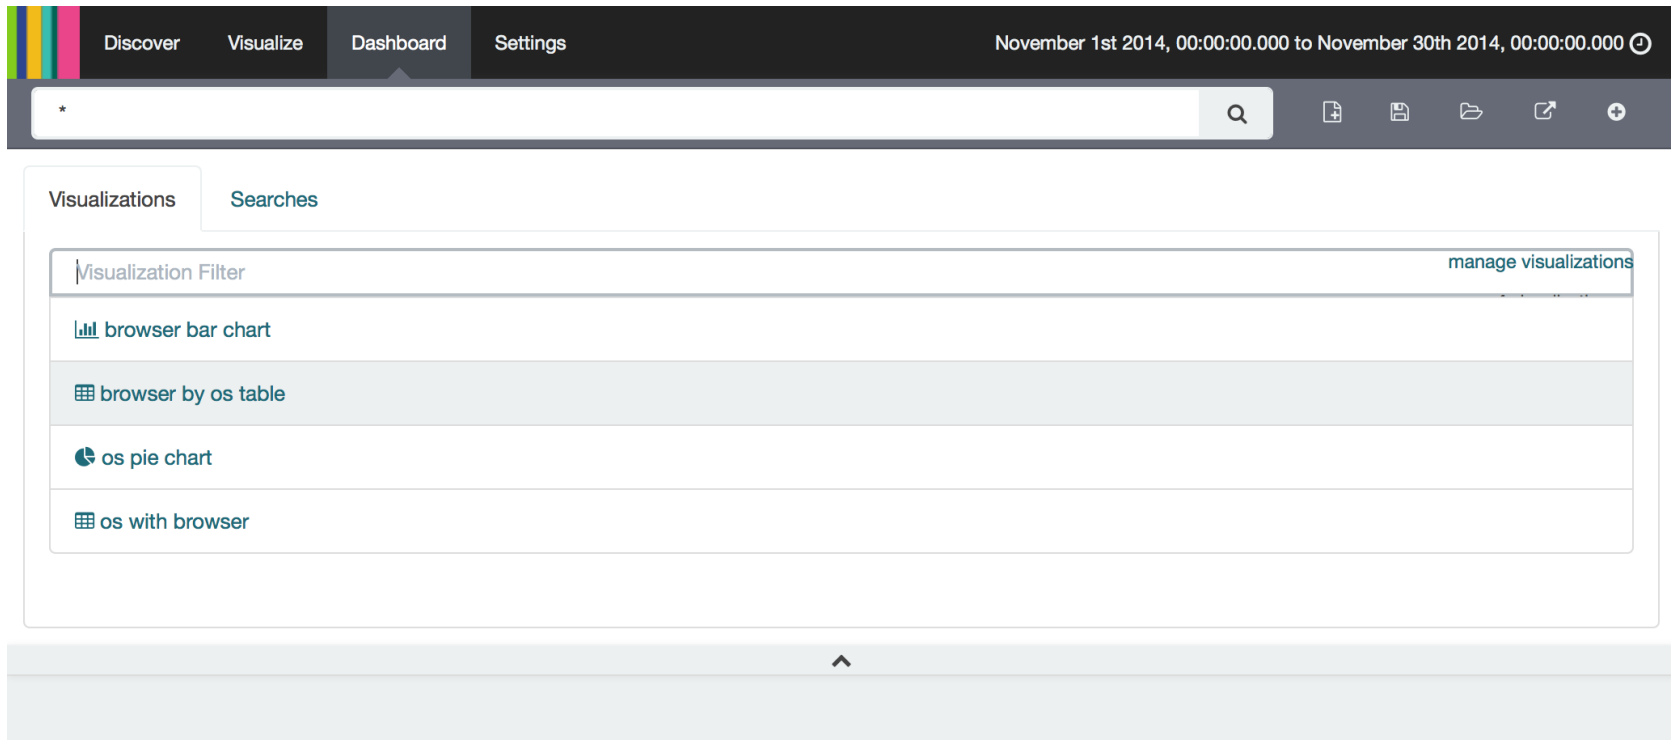 Discover Visualize Dashboard Settings November 1st 2014, 00:00:00.000 to November 30th 2014, 00:00:00.000
*
Visualizations Searches
Visualization Filter
manage visualizations
browser bar chart
browser by os table
os pie chart
os with browser